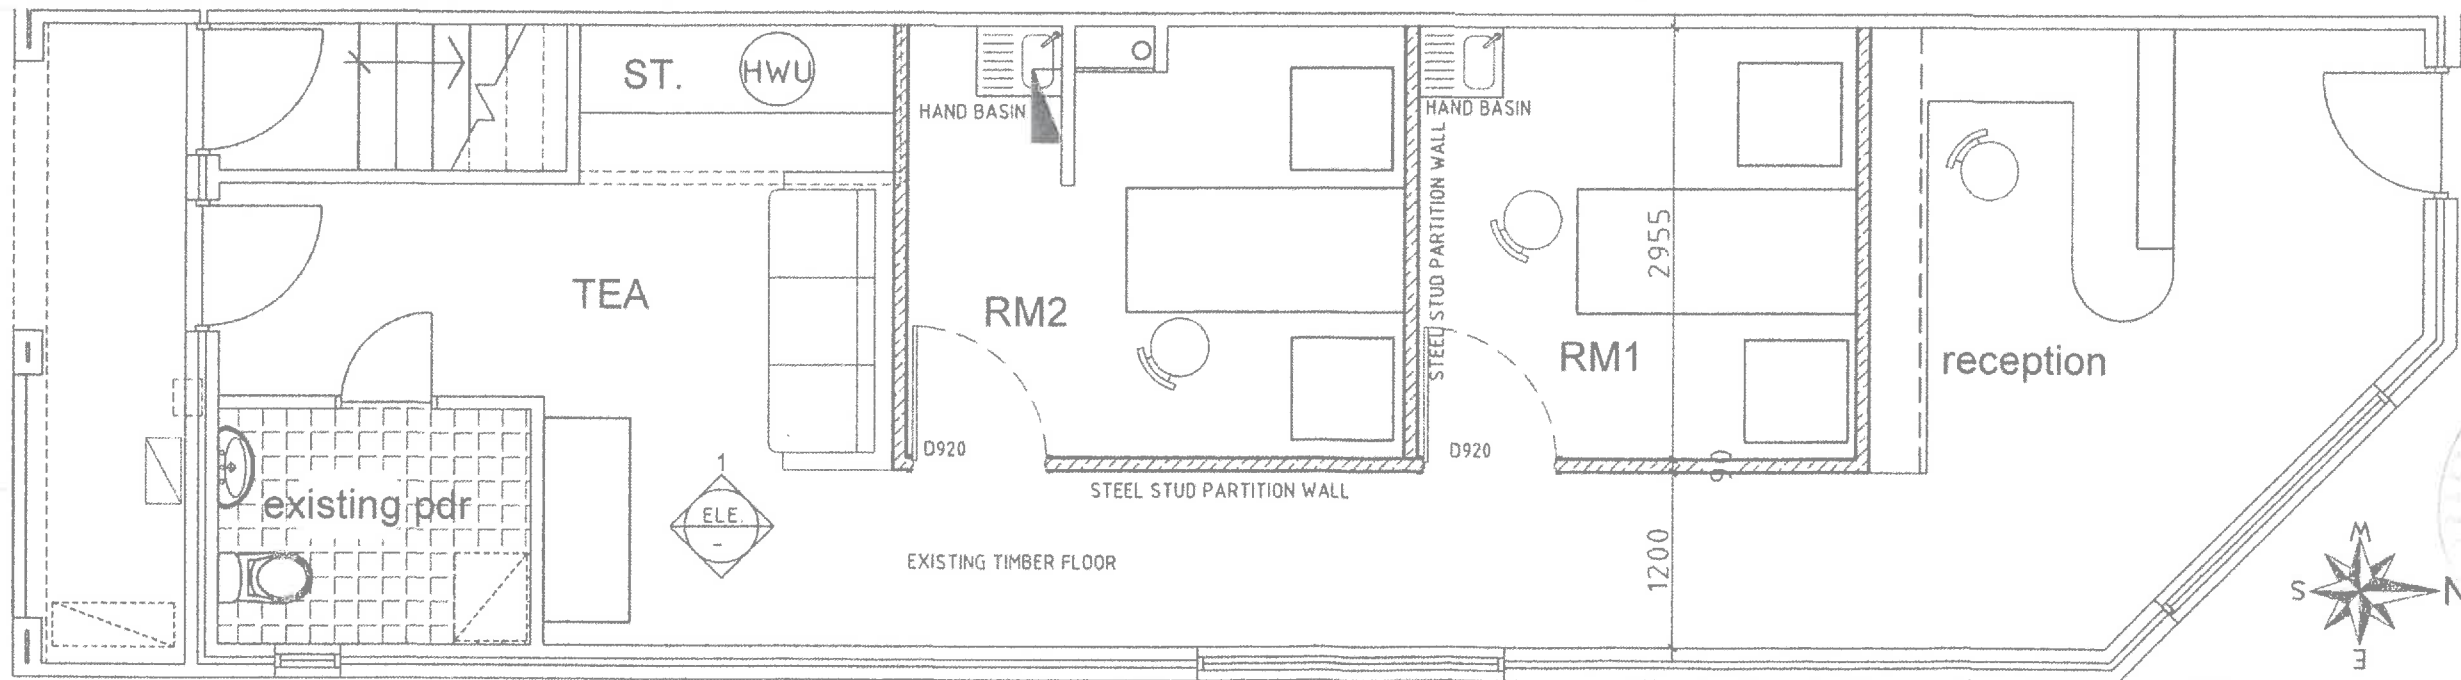 ST.
HWU
HAND BASIN
HAND BASIN
STEEL STUD PARTITION WALL
2955
TEA
RM2
RM1
reception
D920
D920
90
1
ELE.
-
STEEL STUD PARTITION WALL
existing pdr
EXISTING TIMBER FLOOR
1200
W
S
N
E